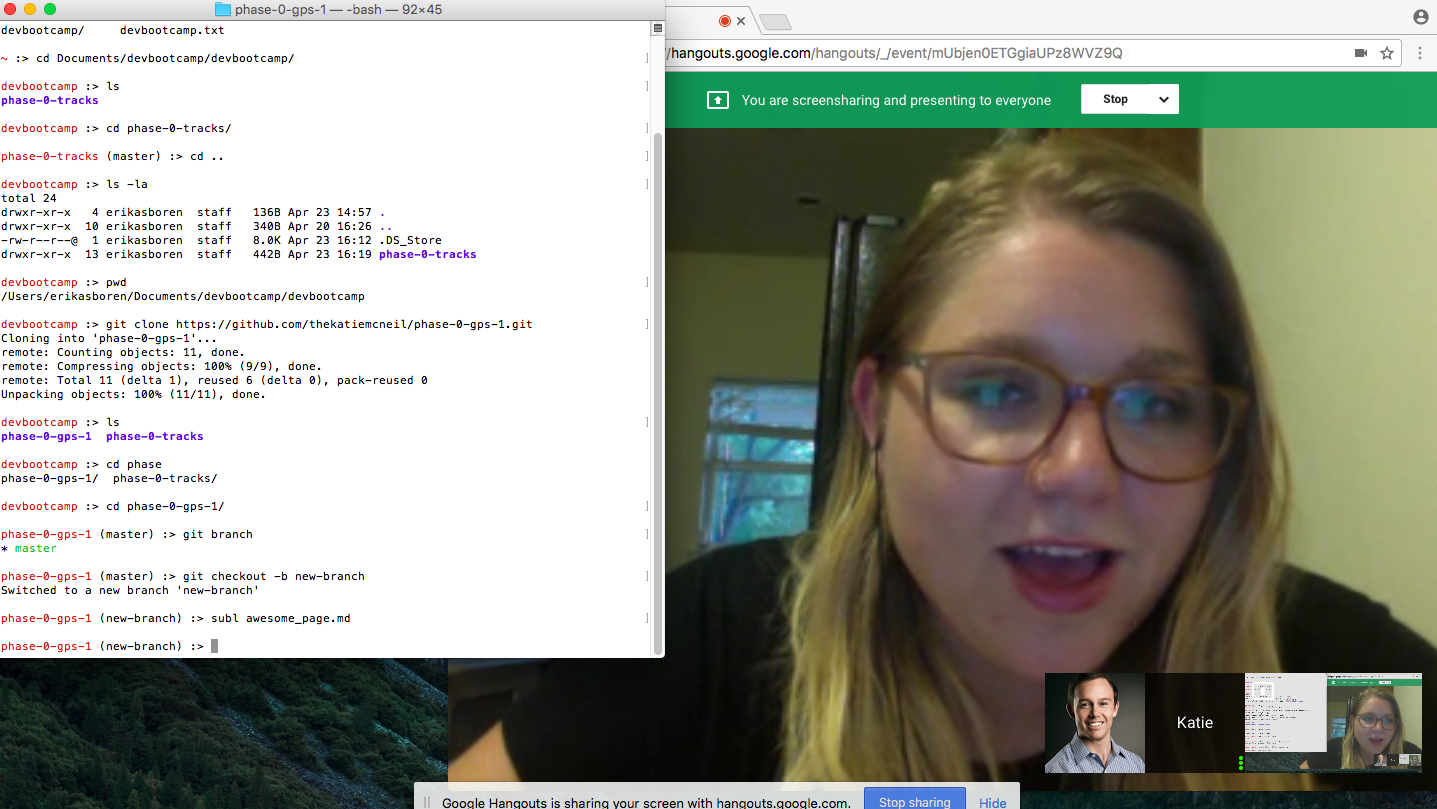 phase-0-gps-1 — -bash — 92×45
devbootcamp/     devbootcamp.txt
~ :> cd Documents/devbootcamp/devbootcamp/
devbootcamp :> ls
phase-0-tracks
devbootcamp :> cd phase-0-tracks/
phase-0-tracks (master) :> cd ..
devbootcamp :> ls -la
total 24
drwxr-xr-x   4 erikasboren  staff   136B Apr 23 14:57 .
drwxr-xr-x  10 erikasboren  staff   340B Apr 20 16:26 ..
-rw-r--r--@  1 erikasboren  staff   8.0K Apr 23 16:12 .DS_Store
drwxr-xr-x  13 erikasboren  staff   442B Apr 23 16:19 phase-0-tracks
devbootcamp :> pwd
/Users/erikasboren/Documents/devbootcamp/devbootcamp
devbootcamp :> git clone https://github.com/thekatiemcneil/phase-0-gps-1.git
Cloning into 'phase-0-gps-1'...
remote: Counting objects: 11, done.
remote: Compressing objects: 100% (9/9), done.
remote: Total 11 (delta 1), reused 6 (delta 0), pack-reused 0
Unpacking objects: 100% (11/11), done.
devbootcamp :> ls
phase-0-gps-1  phase-0-tracks
devbootcamp :> cd phase
phase-0-gps-1/  phase-0-tracks/
devbootcamp :> cd phase-0-gps-1/
phase-0-gps-1 (master) :> git branch
* master
phase-0-gps-1 (master) :> git checkout -b new-branch
Switched to a new branch 'new-branch'
phase-0-gps-1 (new-branch) :> subl awesome_page.md
phase-0-gps-1 (new-branch) :>
/hangouts.google.com/hangouts/_/event/mUbjen0ETGgiaUPz8WVZ9Q
You are screensharing and presenting to everyone
Stop
Katie
Google Hangouts is sharing your screen with hangouts.google.com.
Stop sharing
Hide